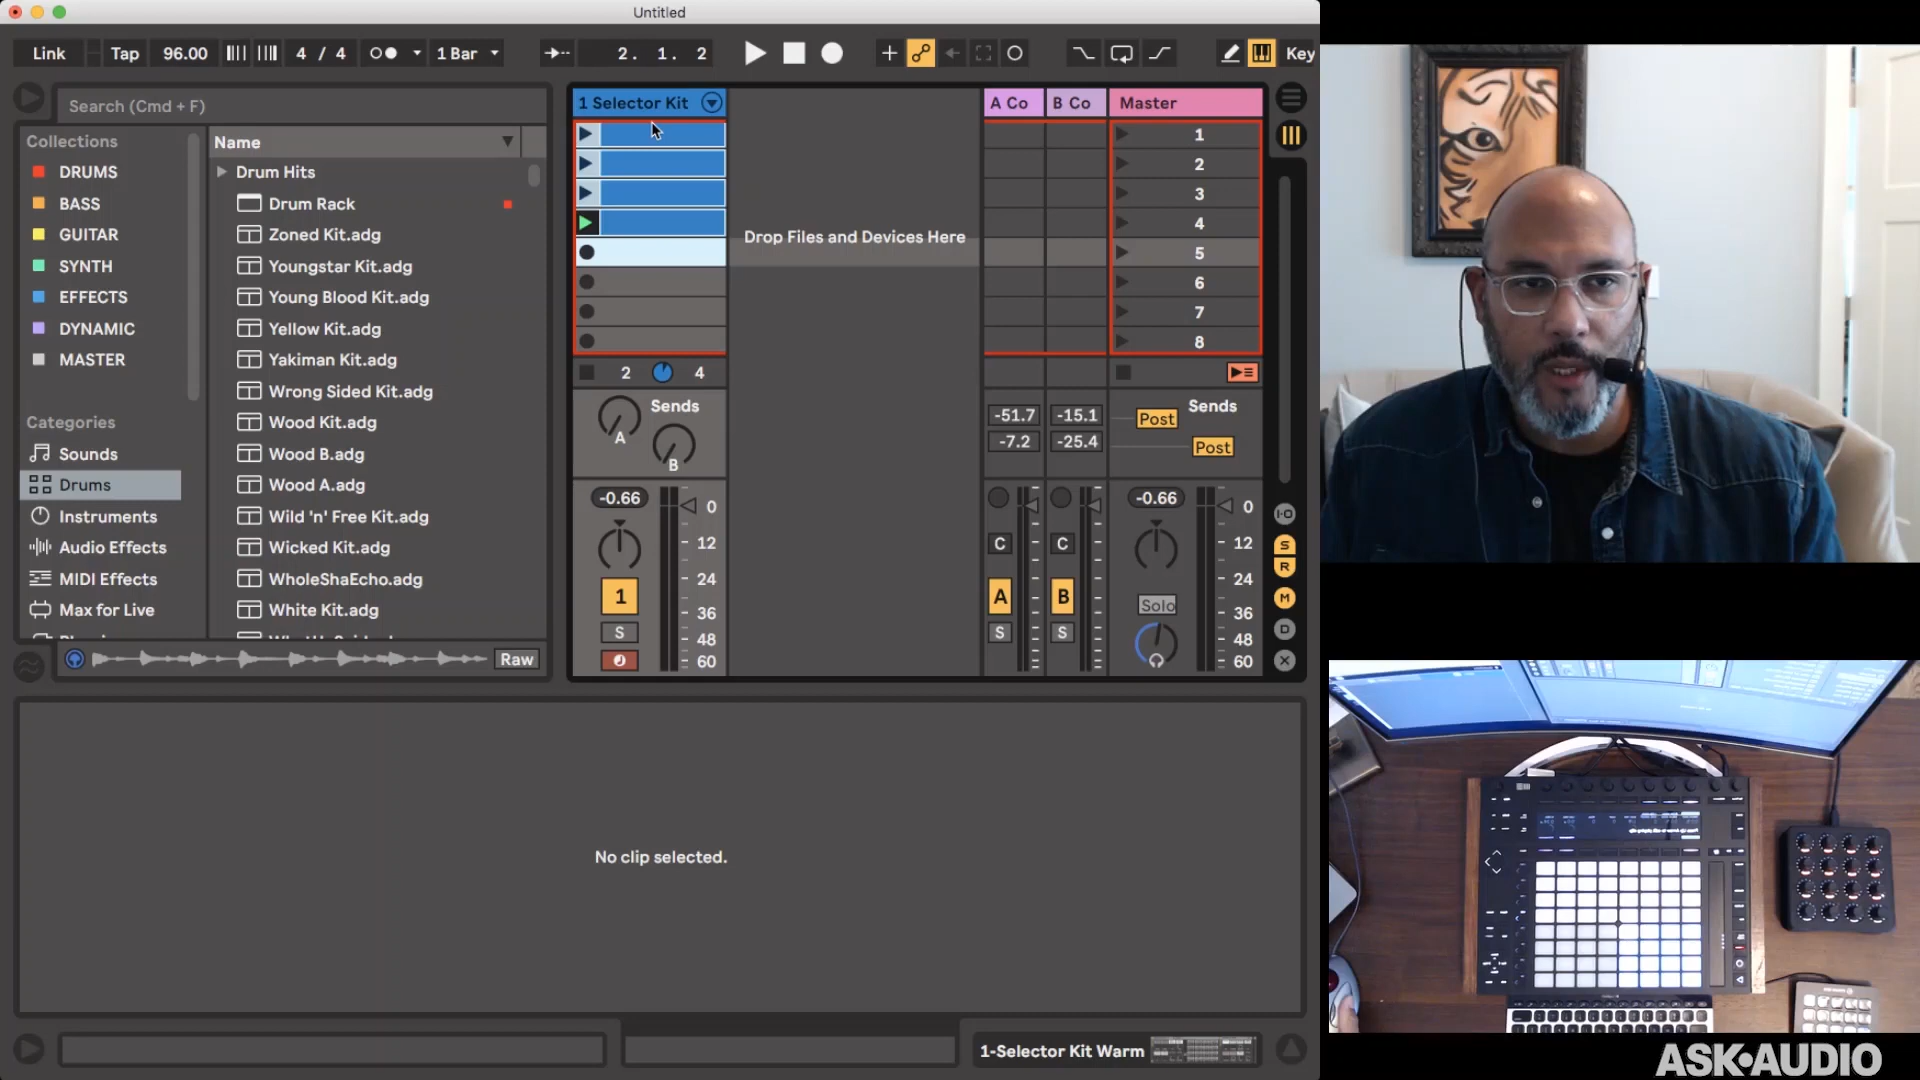 Untitled
Link
Tap
96.00
4 / 4
1 Bar
2. 1. 2
Key
Search (Cmd + F)
Collections
DRUMS
BASS
GUITAR
SYNTH
EFFECTS
DYNAMIC
MASTER
Categories
Sounds
Drums
Instruments
Audio Effects
MIDI Effects
Max for Live
Name
Drum Hits
Drum Rack
Zoned Kit.adg
Youngstar Kit.adg
Young Blood Kit.adg
Yellow Kit.adg
Yakiman Kit.adg
Wrong Sided Kit.adg
Wood Kit.adg
Wood B.adg
Wood A.adg
Wild 'n' Free Kit.adg
Wicked Kit.adg
WholeShaEcho.adg
White Kit.adg
Raw
1 Selector Kit
2 4
Sends
A
B
-0.66
0
12
24
36
48
60
1
S
Drop Files and Devices Here
A Co
B Co
Master
1
2
3
4
5
6
7
8
-51.7
-7.2
-15.1
-25.4
Sends
Post
Post
C
C
A
B
S
S
-0.66
0
12
24
36
48
60
Solo
I·O
S
R
M
D
X
No clip selected.
1-Selector Kit Warm
ASK•AUDIO